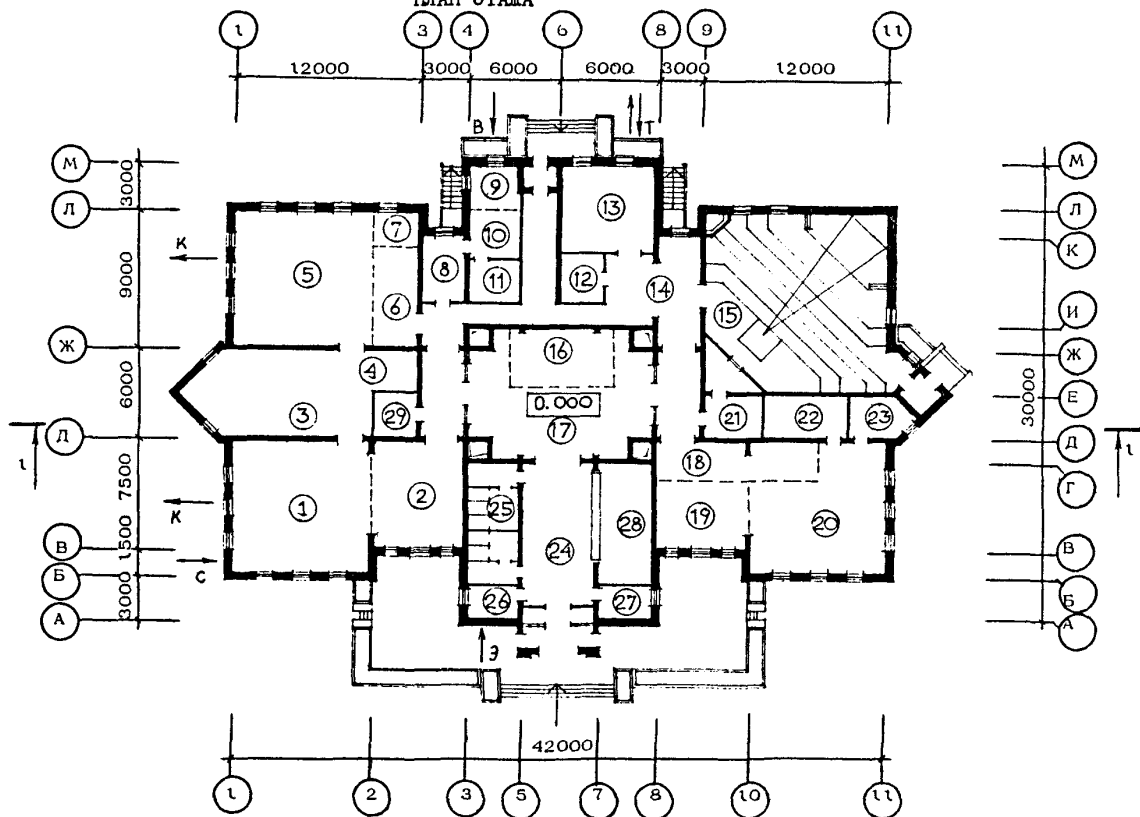 ПЛАН ЭТАЖА
1 3 4 6 8 9 11
12000 3000 6000 6000 3000 12000
В Т
М М
3000 9 13
Л 7 Л
К 10 К
9000 5 8 11 12 14
6 15 И
Ж 16 Ж
6000 4 30000
3 29 0.000 21 22 23 Е
Л 17 Д
1 18 1
7500 Г
К 1 2 25 28 19 20
В 1500 24 В
С
Б Б
3000 26 27
А А
Э
42000
1 2 3 5 7 8 10 11